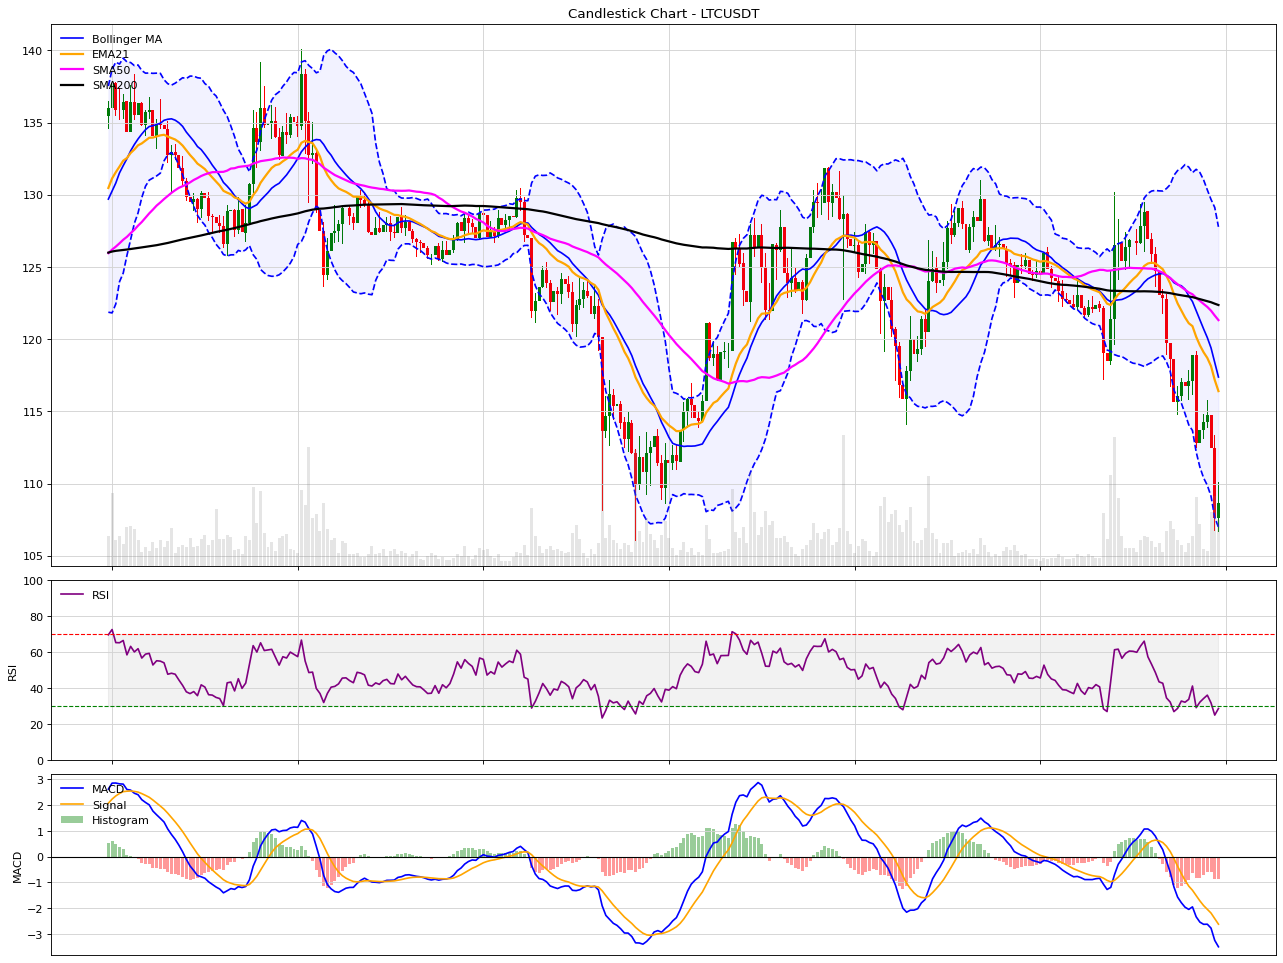 Candlestick Chart - LTCUSDT
Bollinger MA
EMA21
SMA50
SMA200
140
135
130
125
120
115
110
105
100
80
60
40
20
0
RSI
RSI
3
2
1
0
−1
−2
−3
MACD
MACD
Signal
Histogram